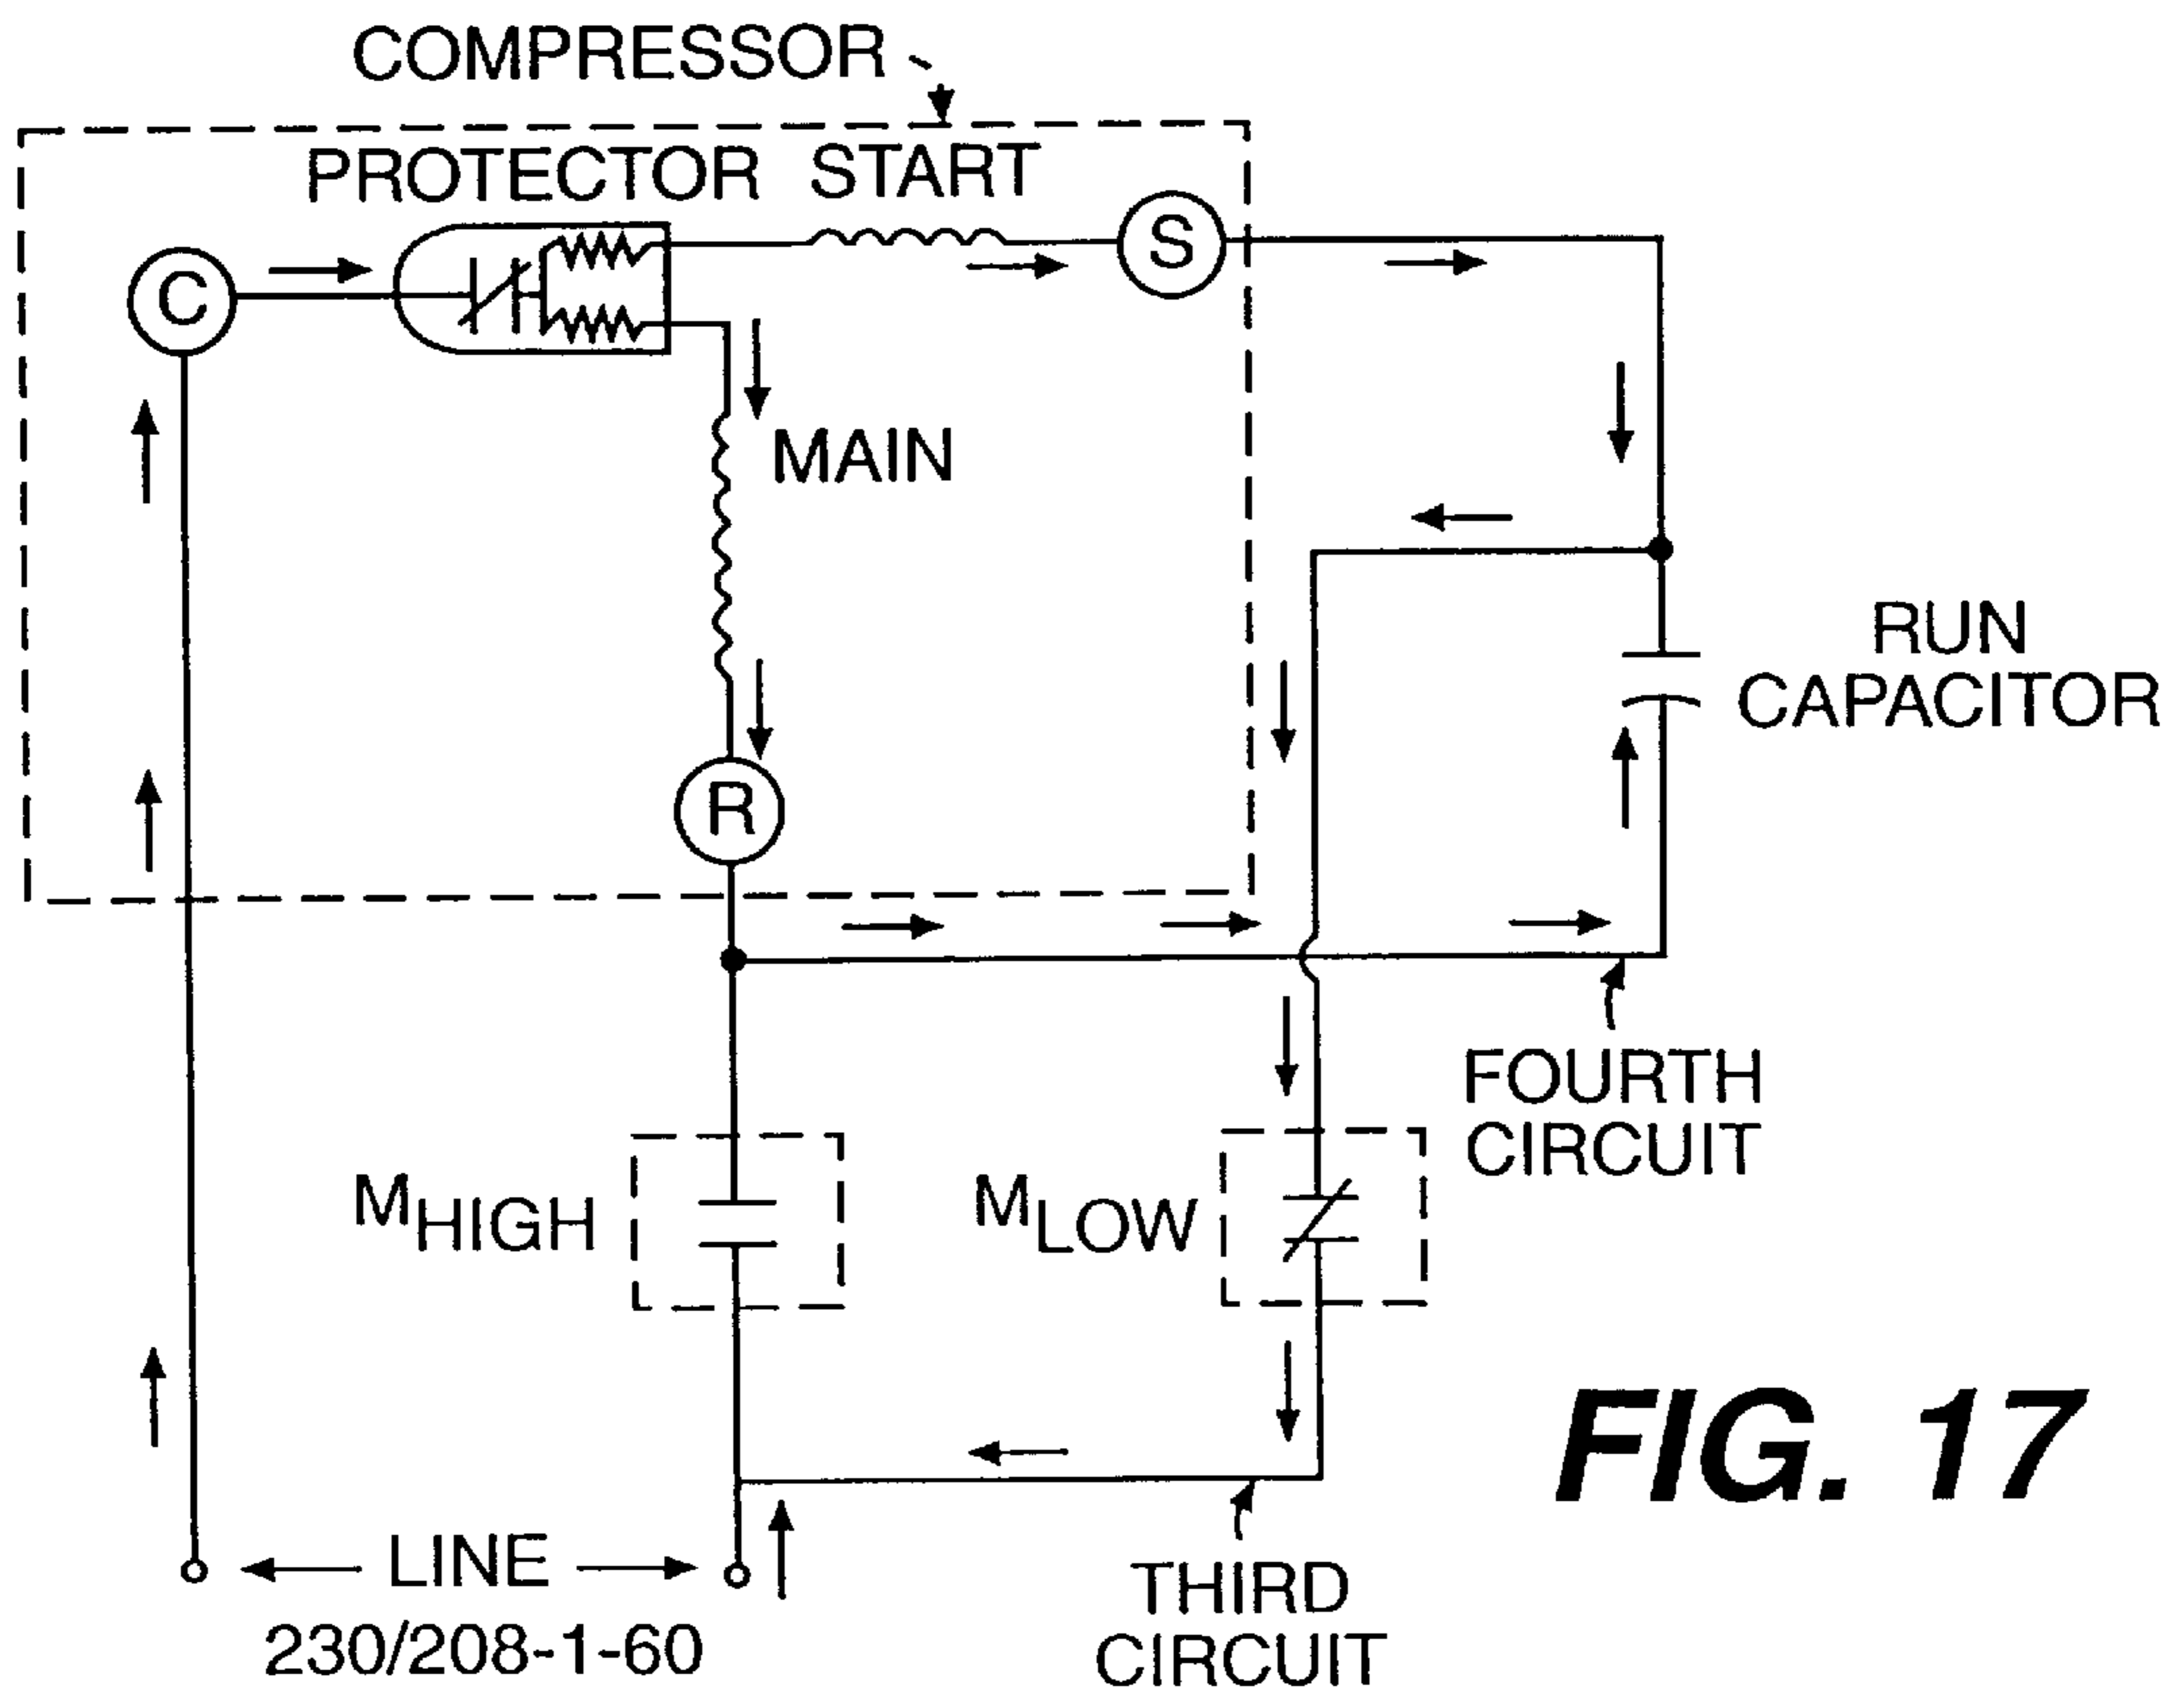 COMPRESSOR
PROTECTOR START
C
S
MAIN
RUN
CAPACITOR
R
FOURTH
CIRCUIT
MHIGH
MLOW
FIG. 17
LINE
230/208-1-60
THIRD
CIRCUIT